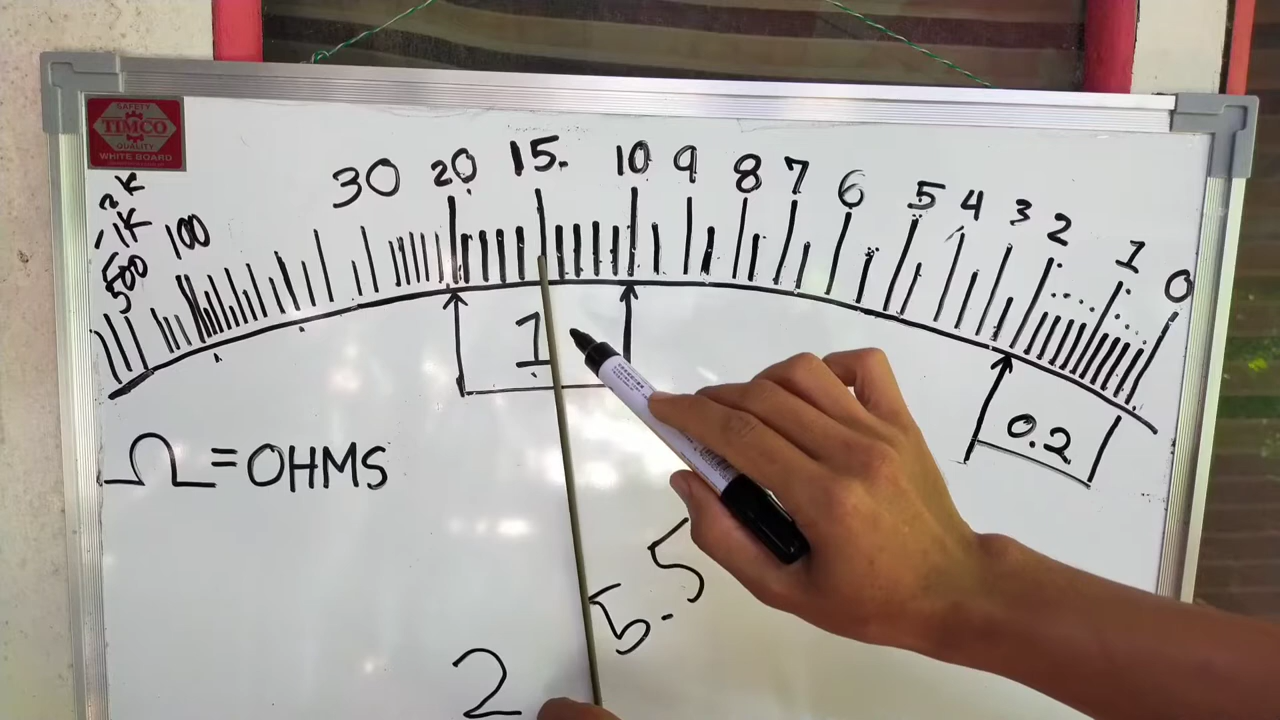 SAFETY
TIMCO
QUALITY
WHITE BOARD
2K 1K 500 100 30 20 15 10 9 8 7 6 5 4 3 2 1 0
1
0.2
Ω = OHMS
5.5
2